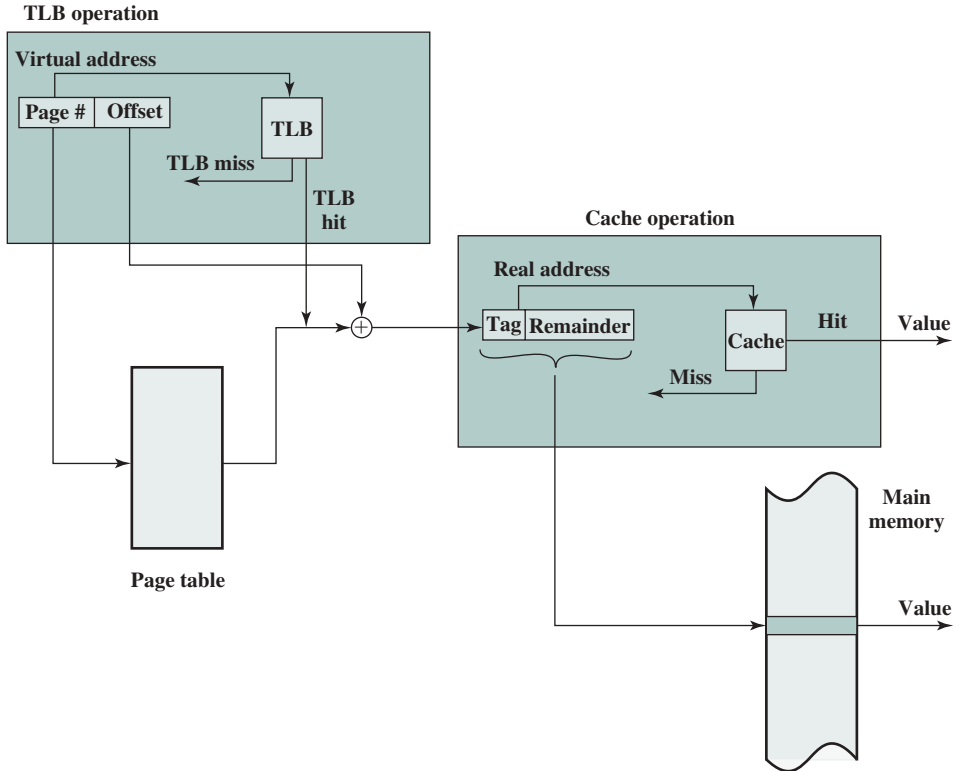 TLB operation
Virtual address
Page # Offset
TLB
TLB miss
TLB
hit
Cache operation
Real address
Tag Remainder
Cache
Hit
Value
Miss
Page table
Main
memory
Value